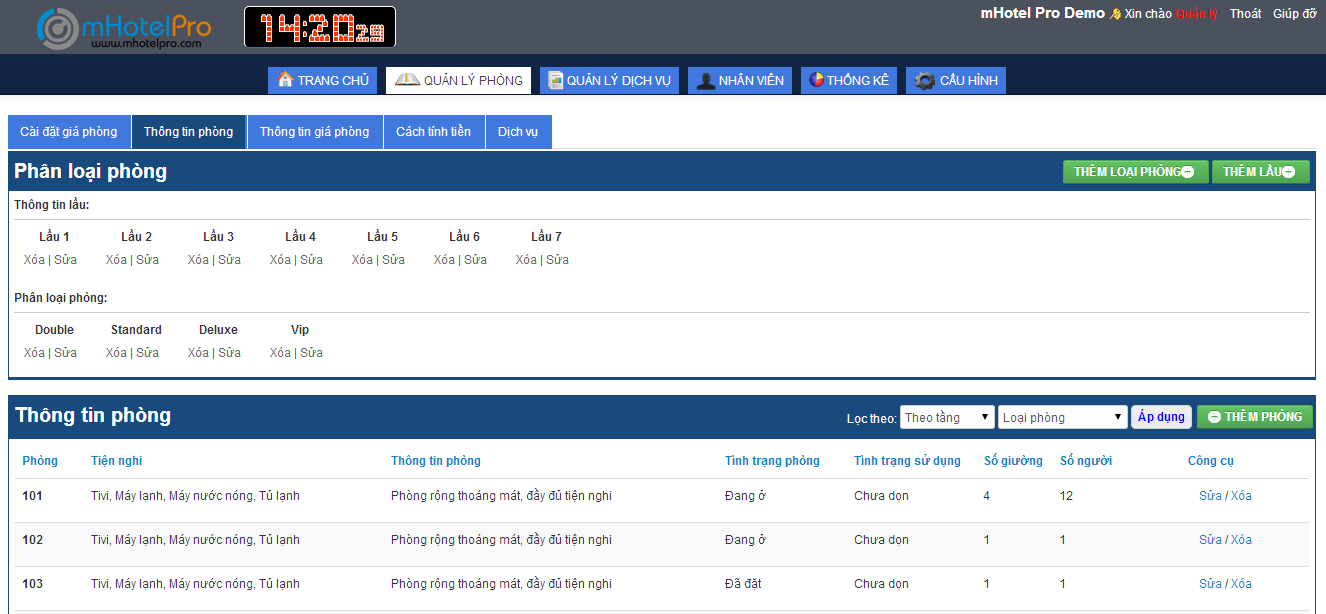 mHotelPro
www.mhotelpro.com
14:20 29
mHotel Pro Demo Xin chào Quản lý Thoát Giúp đỡ
TRANG CHỦ QUẢN LÝ PHÒNG QUẢN LÝ DỊCH VỤ NHÂN VIÊN THỐNG KÊ CẤU HÌNH
Cài đặt giá phòng Thông tin phòng Thông tin giá phòng Cách tính tiền Dịch vụ
Phân loại phòng THÊM LOẠI PHÒNG THÊM LẦU
Thông tin lầu:
Lầu 1 Lầu 2 Lầu 3 Lầu 4 Lầu 5 Lầu 6 Lầu 7
Xóa | Sửa Xóa | Sửa Xóa | Sửa Xóa | Sửa Xóa | Sửa Xóa | Sửa Xóa | Sửa
Phân loại phòng:
Double Standard Deluxe Vip
Xóa | Sửa Xóa | Sửa Xóa | Sửa Xóa | Sửa
Thông tin phòng Lọc theo: Theo tầng Loại phòng Áp dụng THÊM PHÒNG
Phòng Tiện nghi Thông tin phòng Tình trạng phòng Tình trạng sử dụng Số giường Số người Công cụ
101 Tivi, Máy lạnh, Máy nước nóng, Tủ lạnh Phòng rộng thoáng mát, đầy đủ tiện nghi Đang ở Chưa dọn 4 12 Sửa / Xóa
102 Tivi, Máy lạnh, Máy nước nóng, Tủ lạnh Phòng rộng thoáng mát, đầy đủ tiện nghi Đang ở Chưa dọn 1 1 Sửa / Xóa
103 Tivi, Máy lạnh, Máy nước nóng, Tủ lạnh Phòng rộng thoáng mát, đầy đủ tiện nghi Đã đặt Chưa dọn 1 1 Sửa / Xóa